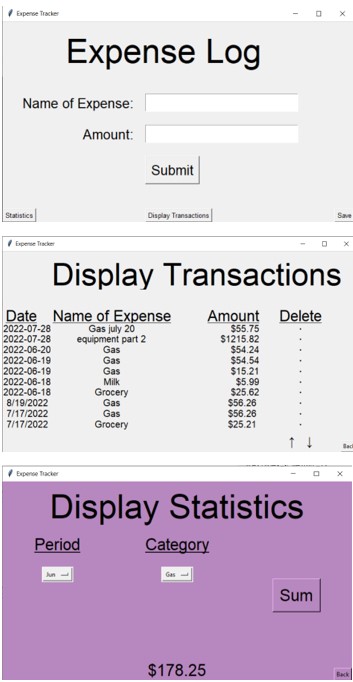 Expense Tracker
Expense Log
Name of Expense:
Amount:
Submit
Statistics Display Transactions Save
Expense Tracker
Display Transactions
Date Name of Expense Amount Delete
2022-07-28 Gas july 20 $55.75 .
2022-07-28 equipment part 2 $1215.82 .
2022-06-20 Gas $54.24 .
2022-06-19 Gas $54.54 .
2022-06-19 Gas $15.21 .
2022-06-18 Milk $5.99 .
2022-06-18 Grocery $25.62 .
8/19/2022 Gas $56.26 .
7/17/2022 Gas $56.26 .
7/17/2022 Grocery $25.21 .
↑ ↓ Back
Expense Tracker
Display Statistics
Period Category
Jun Gas
Sum
$178.25 Back